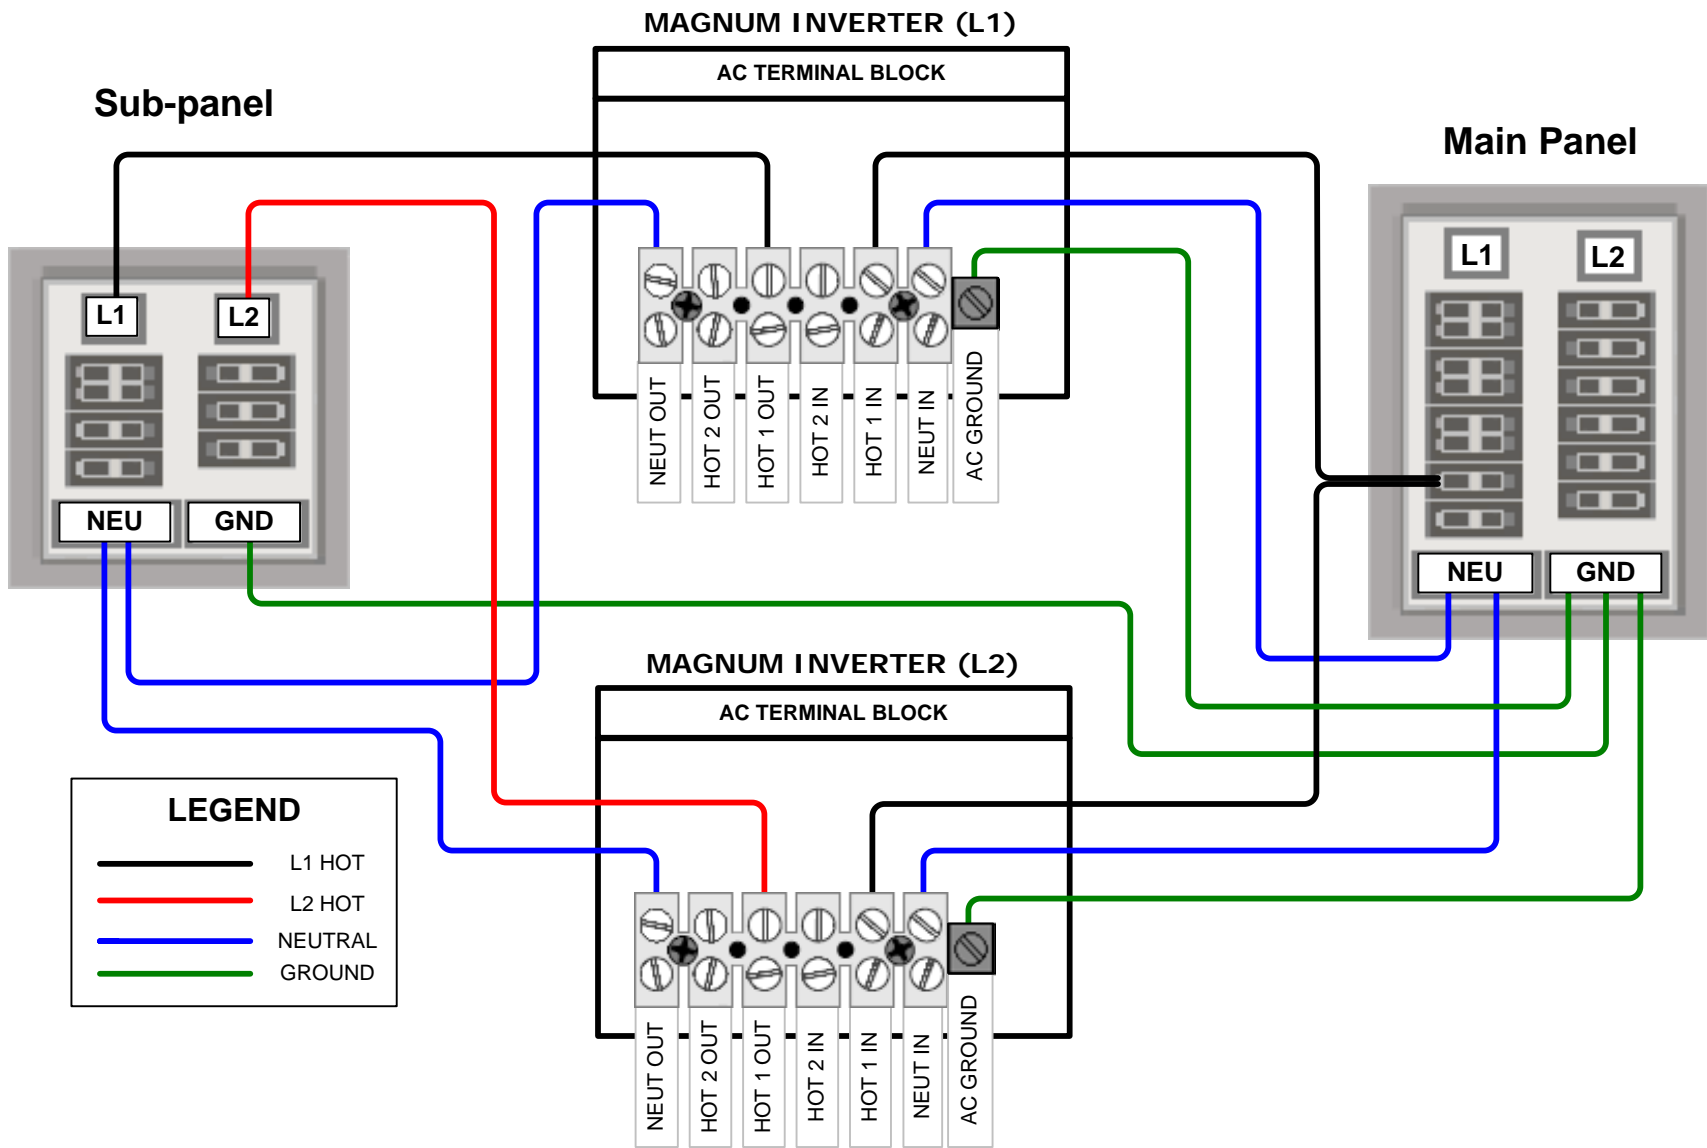 MAGNUM INVERTER (L1)
AC TERMINAL BLOCK
Sub-panel
Main Panel
L1
L2
L1
L2
NEUT OUT
HOT 2 OUT
HOT 1 OUT
HOT 2 IN
HOT 1 IN
NEUT IN
AC GROUND
NEU
GND
NEU
GND
MAGNUM INVERTER (L2)
AC TERMINAL BLOCK
LEGEND
L1 HOT
L2 HOT
NEUTRAL
GROUND
NEUT OUT
HOT 2 OUT
HOT 1 OUT
HOT 2 IN
HOT 1 IN
NEUT IN
AC GROUND